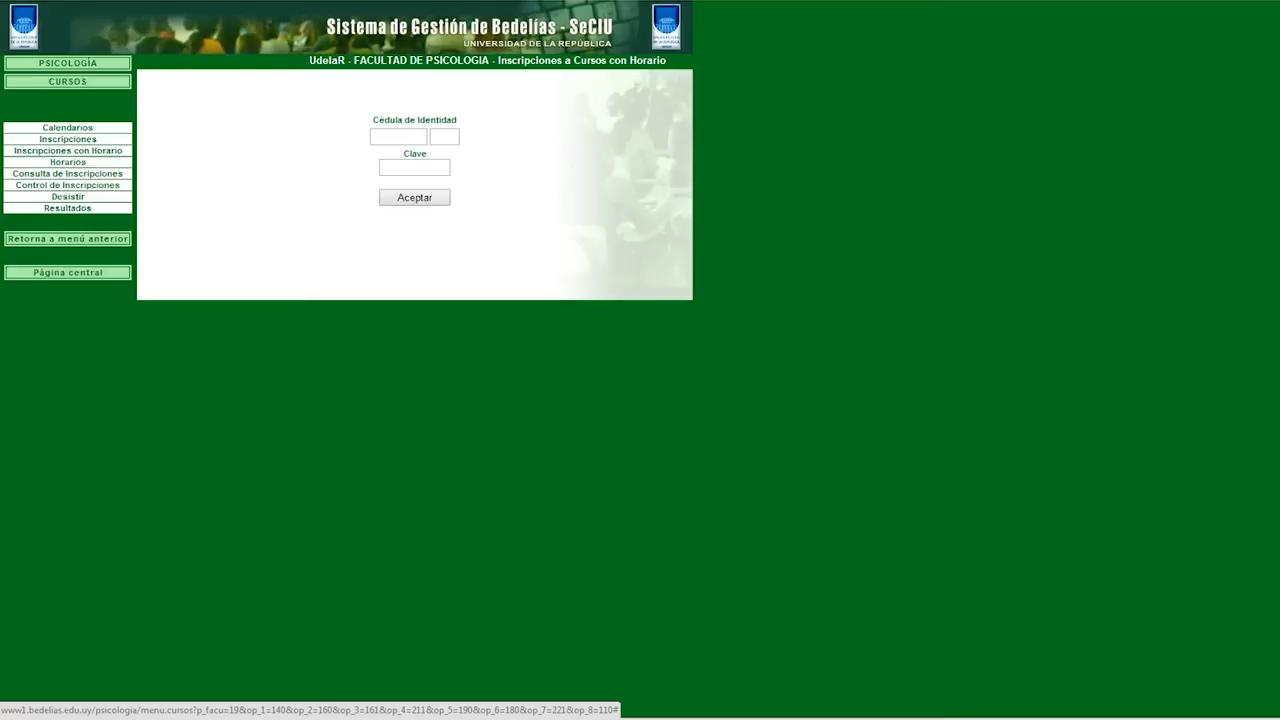 Sistema de Gestión de Bedelías - SeCIU
UNIVERSIDAD DE LA REPÚBLICA
UdelaR - FACULTAD DE PSICOLOGIA - Inscripciones a Cursos con Horario
PSICOLOGÍA
CURSOS
Calendarios
Inscripciones
Inscripciones con Horario
Horarios
Consulta de Inscripciones
Control de Inscripciones
Desistir
Resultados
Retorna a menú anterior
Página central
Cédula de Identidad
Clave
Aceptar
www1.bedelias.edu.uy/psicologia/menu.cursos?p_facu=19&op_1=140&op_2=160&op_3=161&op_4=211&op_5=190&op_6=180&op_7=221&op_8=110#